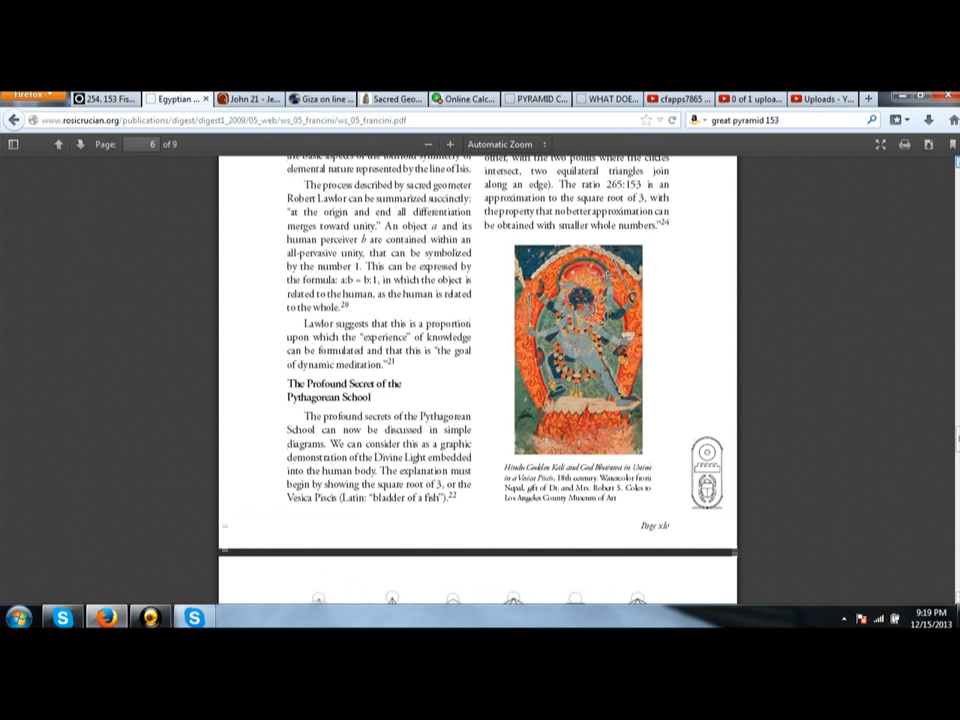 Firefox
254. 153 Fis...
Egyptian ...
John 21 - Je...
Giza on line ...
Sacred Geo...
Online Calc...
PYRAMID C...
WHAT DOE...
cfapps7865 ...
0 of 1 uploa...
Uploads - Y...
www.rosicrucian.org/publications/digest/digest1_2009/05_web/ws_05_francini/ws_05_francini.pdf
great pyramid 153
Page: 6 of 9
Automatic Zoom
the basic aspects of the fourfold symmetry of
elemental nature represented by the line of Isis.
The process described by sacred geometer
Robert Lawlor can be summarized succinctly:
"at the origin and end all differentiation
merges toward unity." An object a and its
human perceiver b are contained within an
all-pervasive unity, that can be symbolized
by the number 1. This can be expressed by
the formula: a:b = b:1, in which the object is
related to the human, as the human is related
to the whole.20
Lawlor suggests that this is a proportion
upon which the "experience" of knowledge
can be formulated and that this is "the goal
of dynamic meditation."21
The Profound Secret of the
Pythagorean School
The profound secrets of the Pythagorean
School can now be discussed in simple
diagrams. We can consider this as a graphic
demonstration of the Divine Light embedded
into the human body. The explanation must
begin by showing the square root of 3, or the
Vesica Piscis (Latin: "bladder of a fish").22
other, with the two points where the circles
intersect, two equilateral triangles join
along an edge). The ratio 265:153 is an
approximation to the square root of 3, with
the property that no better approximation can
be obtained with smaller whole numbers."24
Hindu Goddess Kali and God Bhairava in Union
in a Vesica Piscis, 18th century. Watercolor from
Nepal, gift of Dr. and Mrs. Robert S. Coles to
Los Angeles County Museum of Art
Page xlv
9:19 PM
12/15/2013